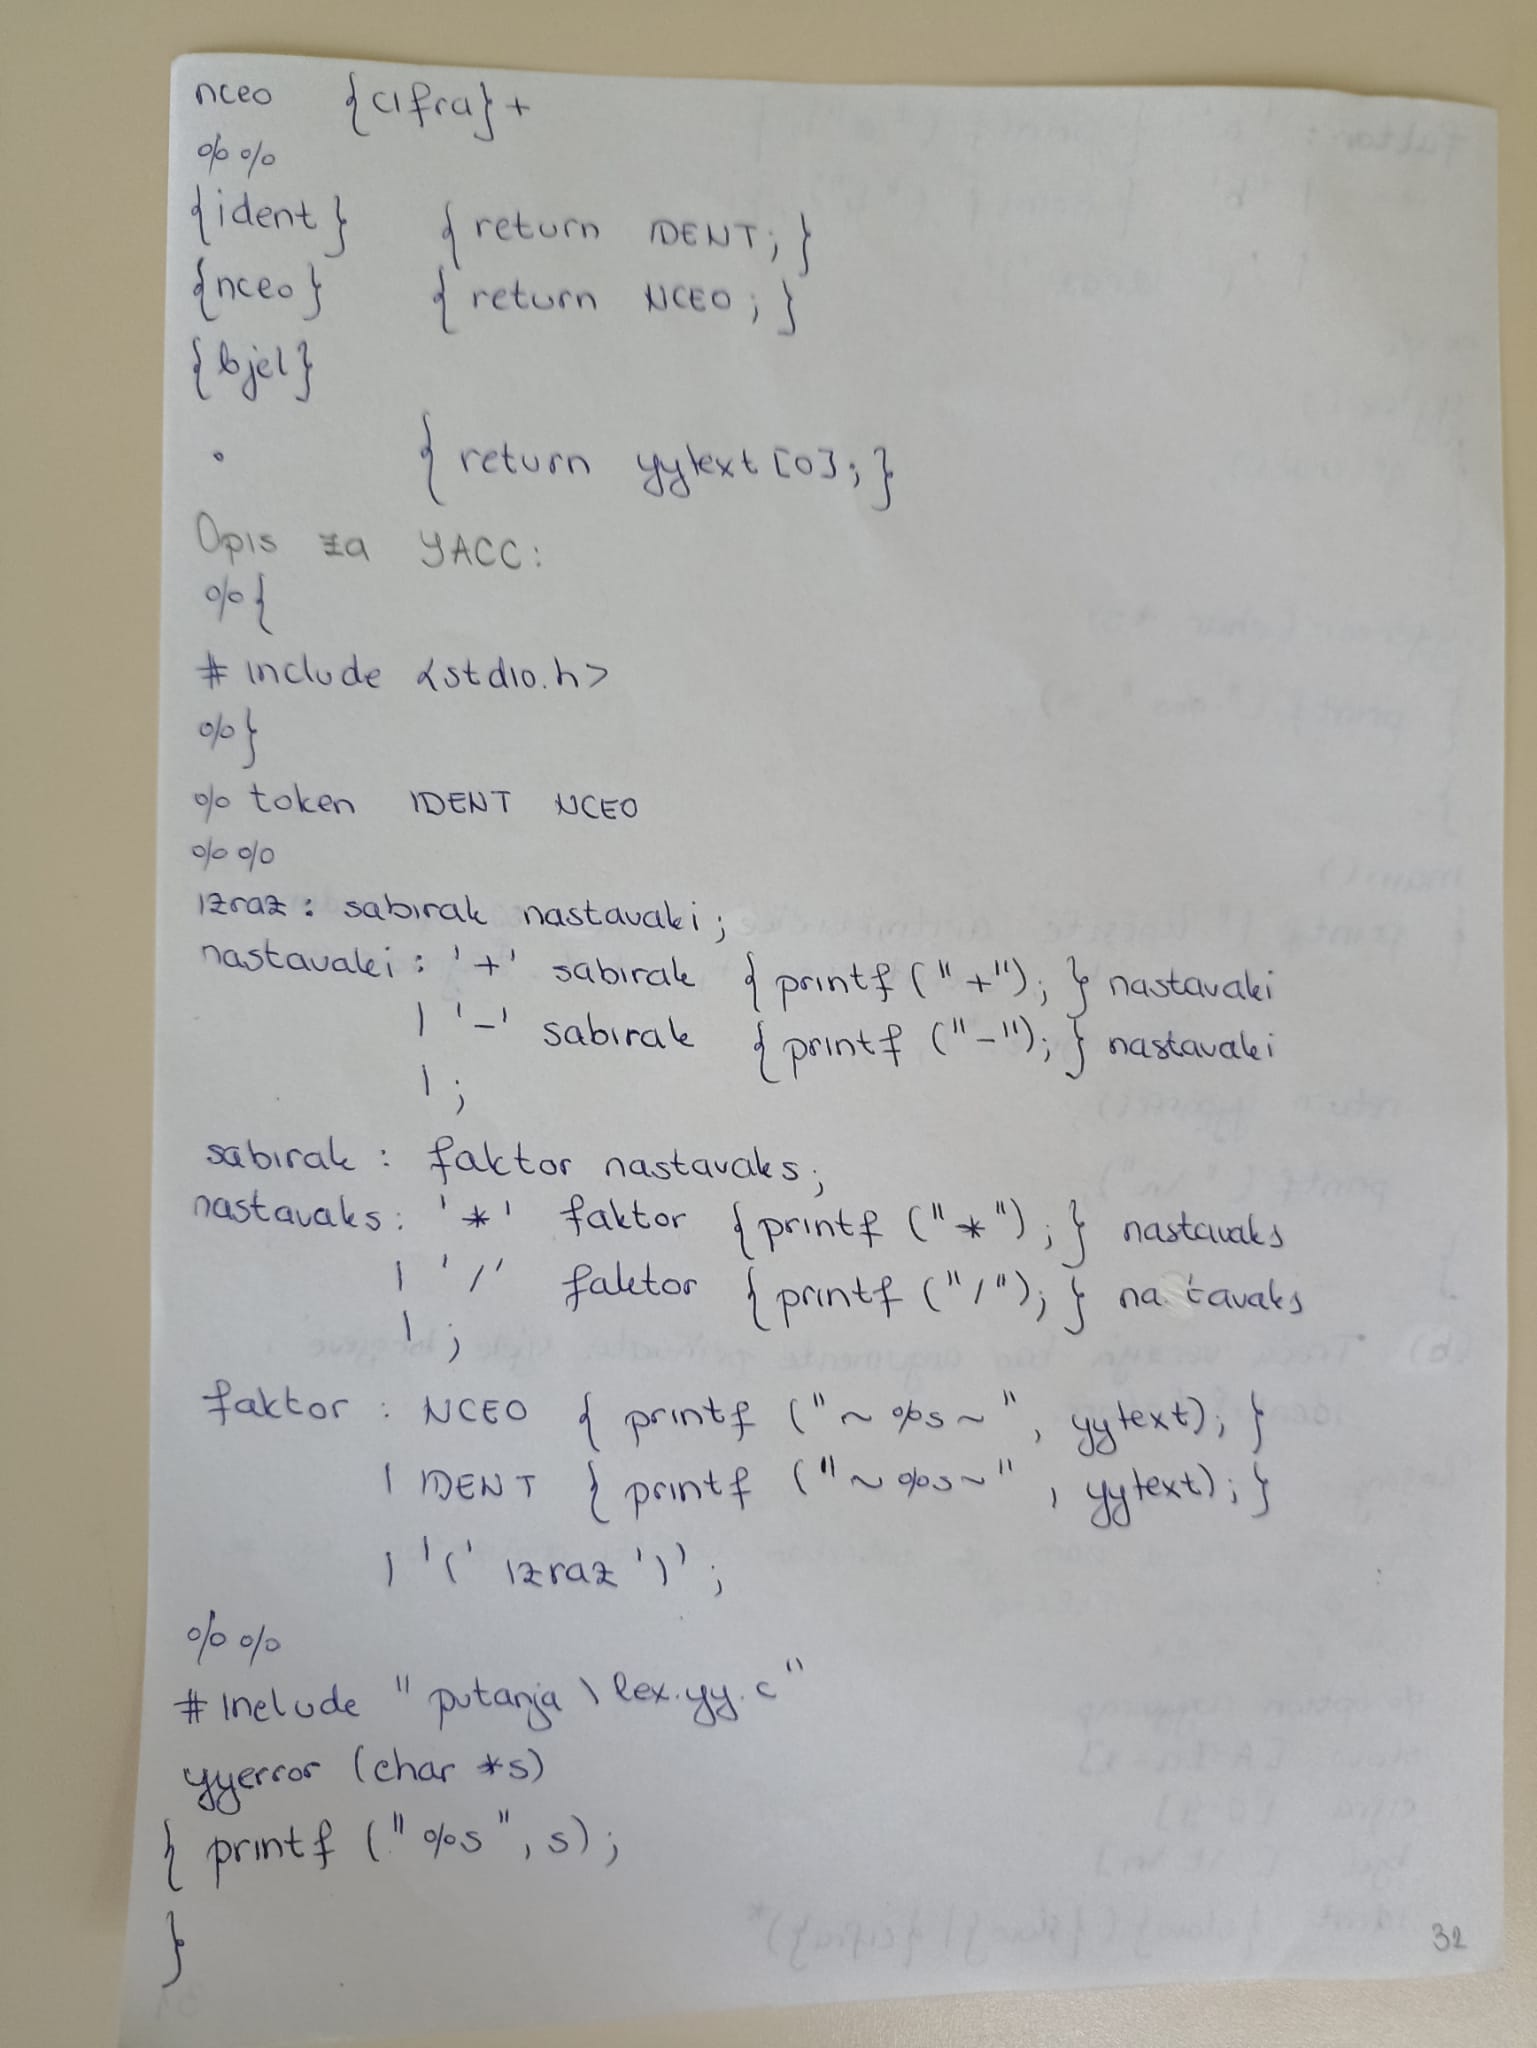 nceo {cifra}+
%%
{ident} {return IDENT;}
{nceo} {return NCEO;}
{bjel}
. {return yytext[0];}
Opis za YACC:
%{
#include <stdio.h>
%}
%token IDENT NCEO
%%
izraz: sabirak nastavaki;
nastavaki: '+' sabirak {printf("+");} nastavaki
| '-' sabirak {printf("-");} nastavaki
| ;
sabirak: faktor nastavaks;
nastavaks: '*' faktor {printf("*");} nastavaks
| '/' faktor {printf("/");} nastavaks
| ;
faktor: NCEO {printf("~%s~", yytext);}
| IDENT {printf("~%s~", yytext);}
| '(' izraz ')';
%%
#include "putanja\lex.yy.c"
yyerror (char *s)
{ printf("%s", s);
}
32